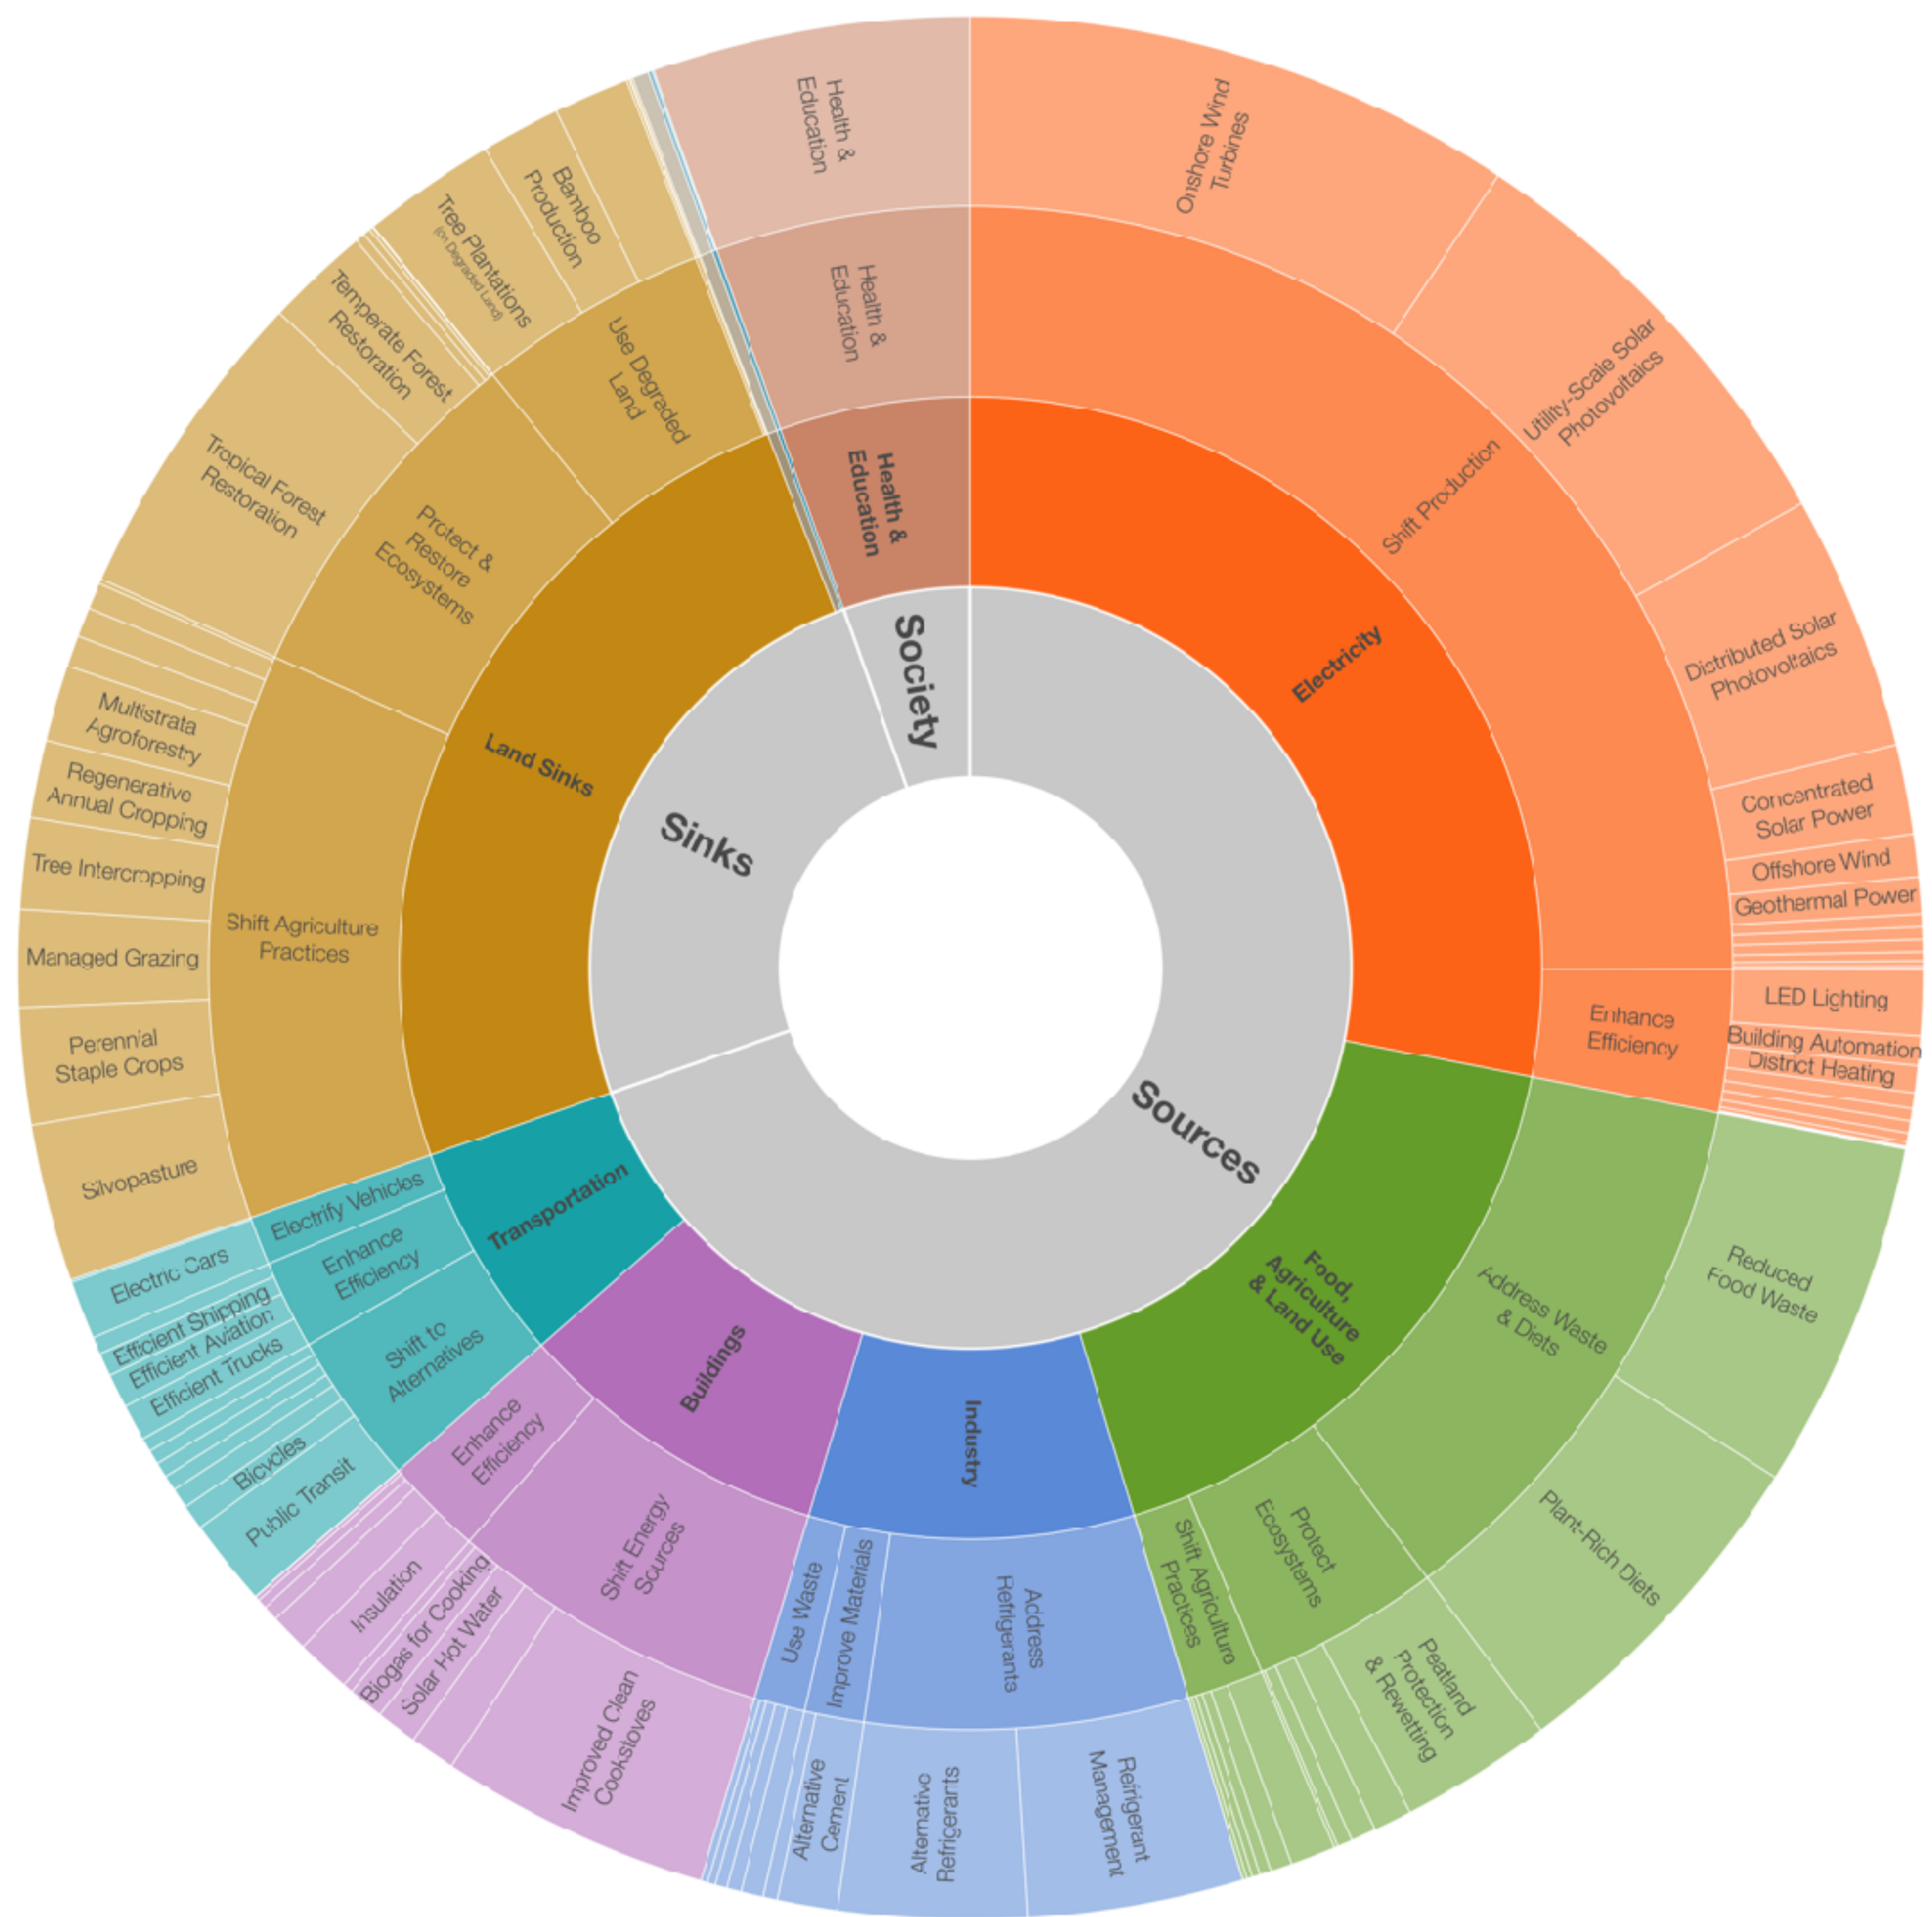 Sources
Sinks
Society
Electricity
Food,
Agriculture
& Land Use
Industry
Buildings
Transportation
Land Sinks
Health &
Education
Shift Production
Enhance
Efficiency
Address Waste
& Diets
Protect
Ecosystems
Shift Agriculture
Practices
Address
Refrigerants
Improve Materials
Use Waste
Shift Energy
Sources
Enhance
Efficiency
Shift to
Alternatives
Enhance
Efficiency
Electrify Vehicles
Shift Agriculture
Practices
Protect &
Restore
Ecosystems
Use Degraded
Land
Health &
Education
Onshore Wind
Turbines
Utility-Scale Solar
Photovoltaics
Distributed Solar
Photovoltaics
Concentrated
Solar Power
Offshore Wind
Geothermal Power
LED Lighting
Building Automation
District Heating
Reduced
Food Waste
Plant-Rich Diets
Peatland
Protection
& Rewetting
Refrigerant
Management
Alternative
Refrigerants
Alternative
Cement
Improved Clean
Cookstoves
Solar Hot Water
Biogas for Cooking
Insulation
Public Transit
Bicycles
Efficient Trucks
Efficient Aviation
Efficient Shipping
Electric Cars
Silvopasture
Perennial
Staple Crops
Managed Grazing
Tree Intercropping
Regenerative
Annual Cropping
Multistrata
Agroforestry
Tropical Forest
Restoration
Temperate Forest
Restoration
Tree Plantations
(on Degraded Land)
Bamboo
Production
Health &
Education